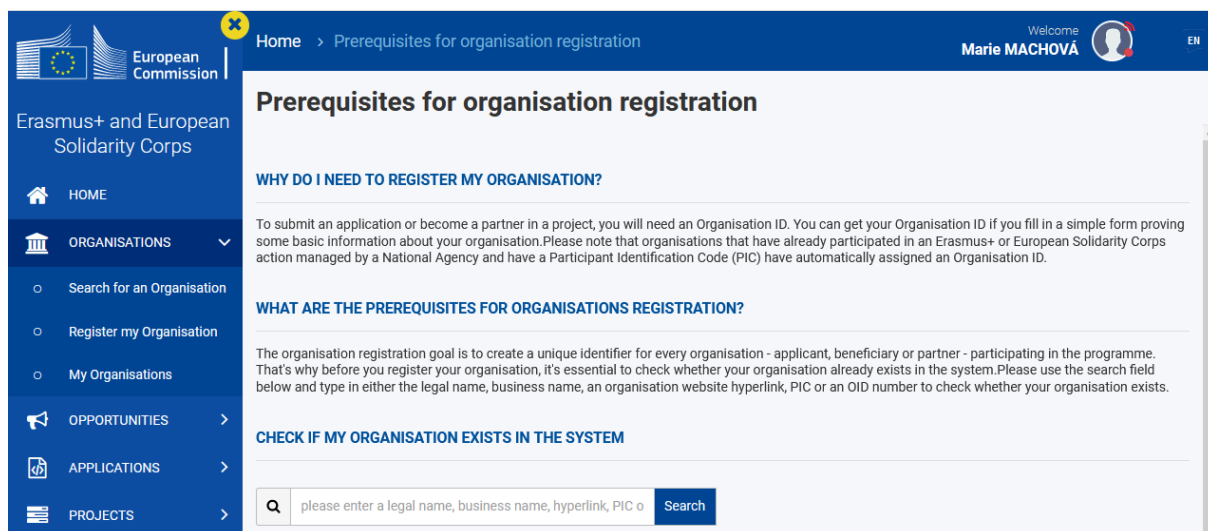 European
Commission
Home > Prerequisites for organisation registration
Welcome
Marie MACHOVÁ
EN
Erasmus+ and European
Solidarity Corps
HOME
ORGANISATIONS
Search for an Organisation
Register my Organisation
My Organisations
OPPORTUNITIES
APPLICATIONS
PROJECTS
Prerequisites for organisation registration
WHY DO I NEED TO REGISTER MY ORGANISATION?
To submit an application or become a partner in a project, you will need an Organisation ID. You can get your Organisation ID if you fill in a simple form proving
some basic information about your organisation.Please note that organisations that have already participated in an Erasmus+ or European Solidarity Corps
action managed by a National Agency and have a Participant Identification Code (PIC) have automatically assigned an Organisation ID.
WHAT ARE THE PREREQUISITES FOR ORGANISATIONS REGISTRATION?
The organisation registration goal is to create a unique identifier for every organisation - applicant, beneficiary or partner - participating in the programme.
That's why before you register your organisation, it's essential to check whether your organisation already exists in the system.Please use the search field
below and type in either the legal name, business name, an organisation website hyperlink, PIC or an OID number to check whether your organisation exists.
CHECK IF MY ORGANISATION EXISTS IN THE SYSTEM
please enter a legal name, business name, hyperlink, PIC o
Search